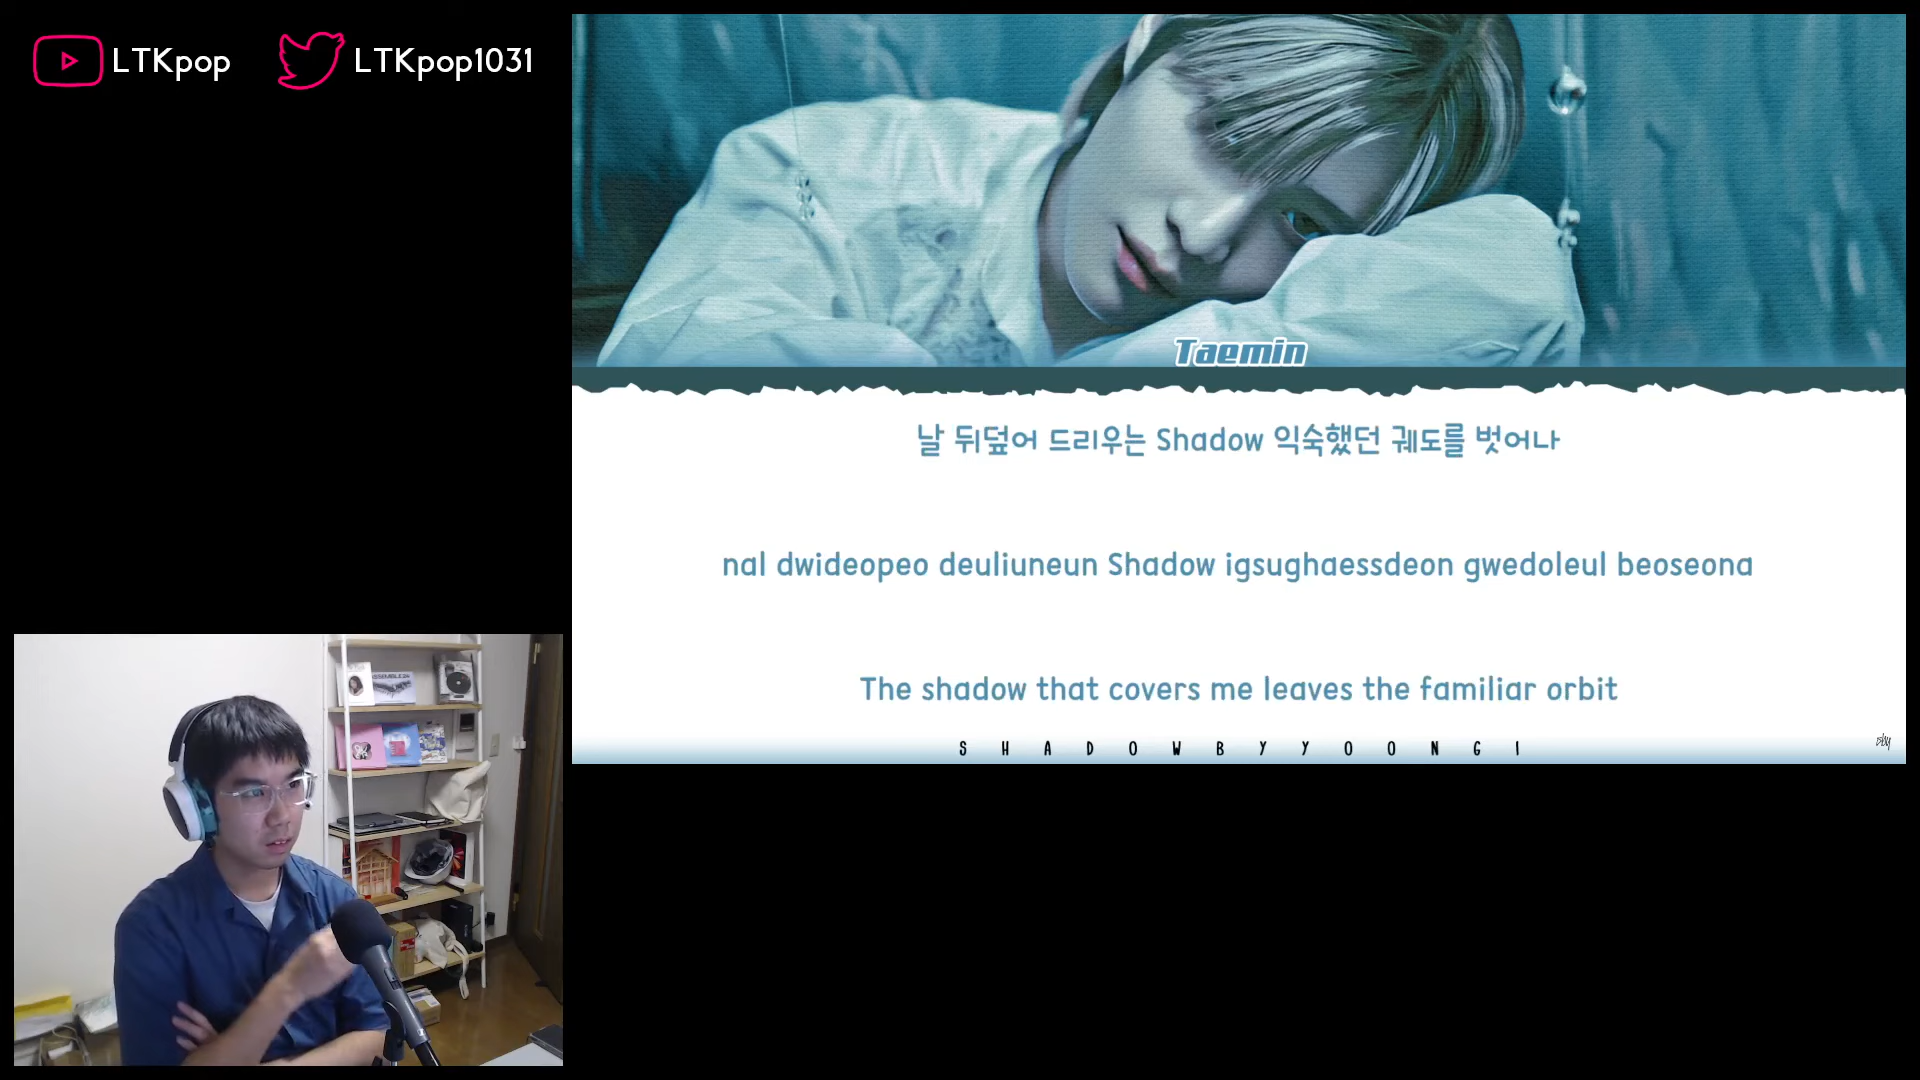 LTKpop LTKpop1031
Taemin
날 뒤덮어 드리우는 Shadow 익숙했던 궤도를 벗어나
nal dwideopeo deuliuneun Shadow igsughaessdeon gwedoleul beoseona
The shadow that covers me leaves the familiar orbit
SHADOWBYYOONGI
sby